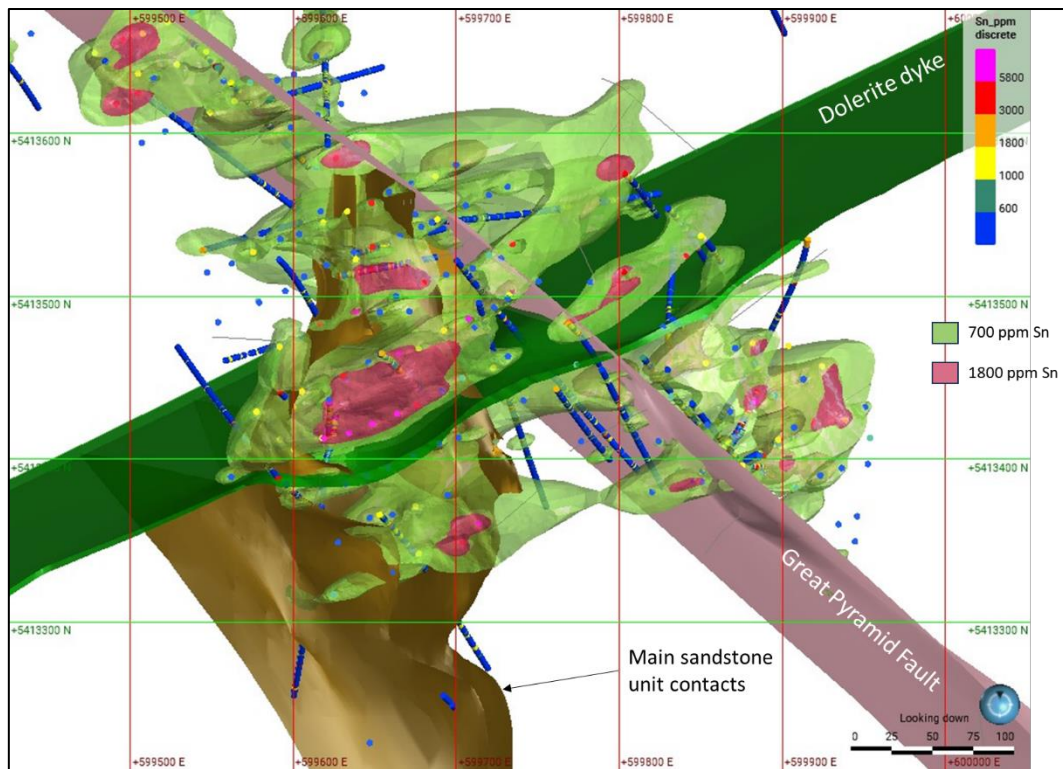 +599500 E
+599600 E
+599700 E
+599800 E
+599900 E
Sn_ppm
discrete
5800
3000
1800
1000
600
Dolerite dyke
+5413600 N
+5413500 N
+5413500 N
700 ppm Sn
1800 ppm Sn
+5413400 N
Great Pyramid Fault
+5413300 N
+5413300 N
Main sandstone
unit contacts
Looking down
0 25 50 75 100
+599500 E
+599600 E
+599700 E
+599800 E
+599900 E
+600000 E